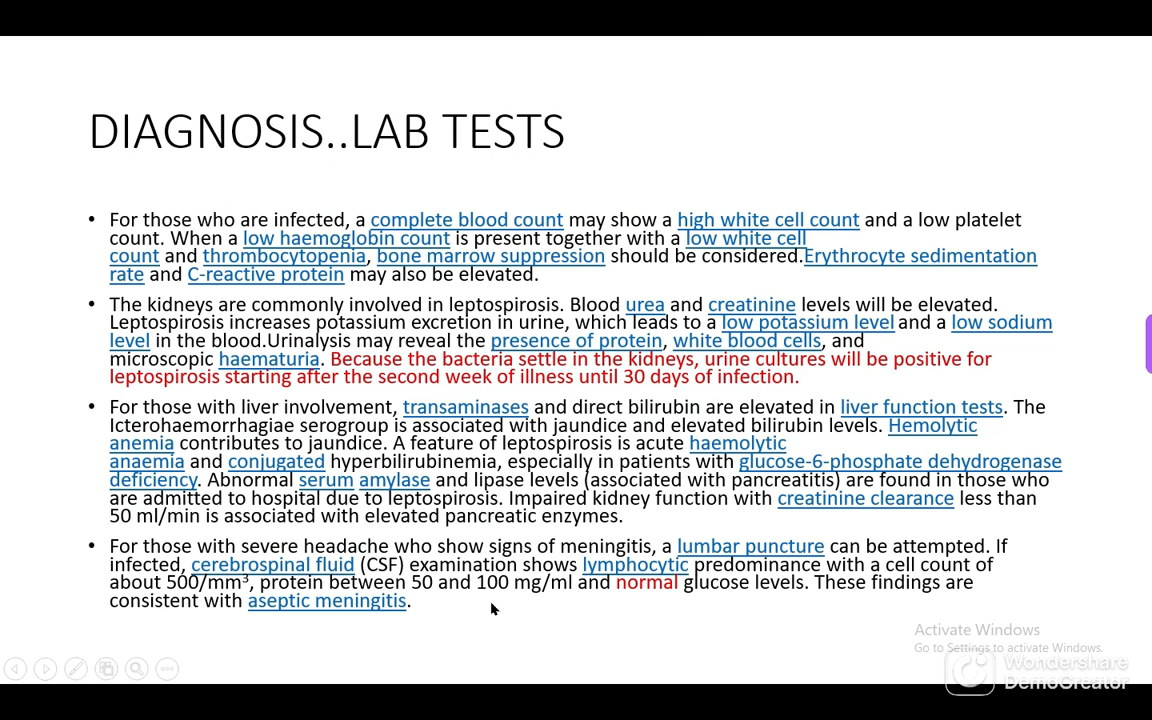 DIAGNOSIS..LAB TESTS
• For those who are infected, a complete blood count may show a high white cell count and a low platelet
count. When a low haemoglobin count is present together with a low white cell
count and thrombocytopenia, bone marrow suppression should be considered.Erythrocyte sedimentation
rate and C-reactive protein may also be elevated.
• The kidneys are commonly involved in leptospirosis. Blood urea and creatinine levels will be elevated.
Leptospirosis increases potassium excretion in urine, which leads to a low potassium level and a low sodium
level in the blood.Urinalysis may reveal the presence of protein, white blood cells, and
microscopic haematuria. Because the bacteria settle in the kidneys, urine cultures will be positive for
leptospirosis starting after the second week of illness until 30 days of infection.
• For those with liver involvement, transaminases and direct bilirubin are elevated in liver function tests. The
Icterohaemorrhagiae serogroup is associated with jaundice and elevated bilirubin levels. Hemolytic
anemia contributes to jaundice. A feature of leptospirosis is acute haemolytic
anaemia and conjugated hyperbilirubinemia, especially in patients with glucose-6-phosphate dehydrogenase
deficiency. Abnormal serum amylase and lipase levels (associated with pancreatitis) are found in those who
are admitted to hospital due to leptospirosis. Impaired kidney function with creatinine clearance less than
50 ml/min is associated with elevated pancreatic enzymes.
• For those with severe headache who show signs of meningitis, a lumbar puncture can be attempted. If
infected, cerebrospinal fluid (CSF) examination shows lymphocytic predominance with a cell count of
about 500/mm³, protein between 50 and 100 mg/ml and normal glucose levels. These findings are
consistent with aseptic meningitis.
Activate Windows
Go to Settings to activate Windows.
Wondershare
DemoCreator